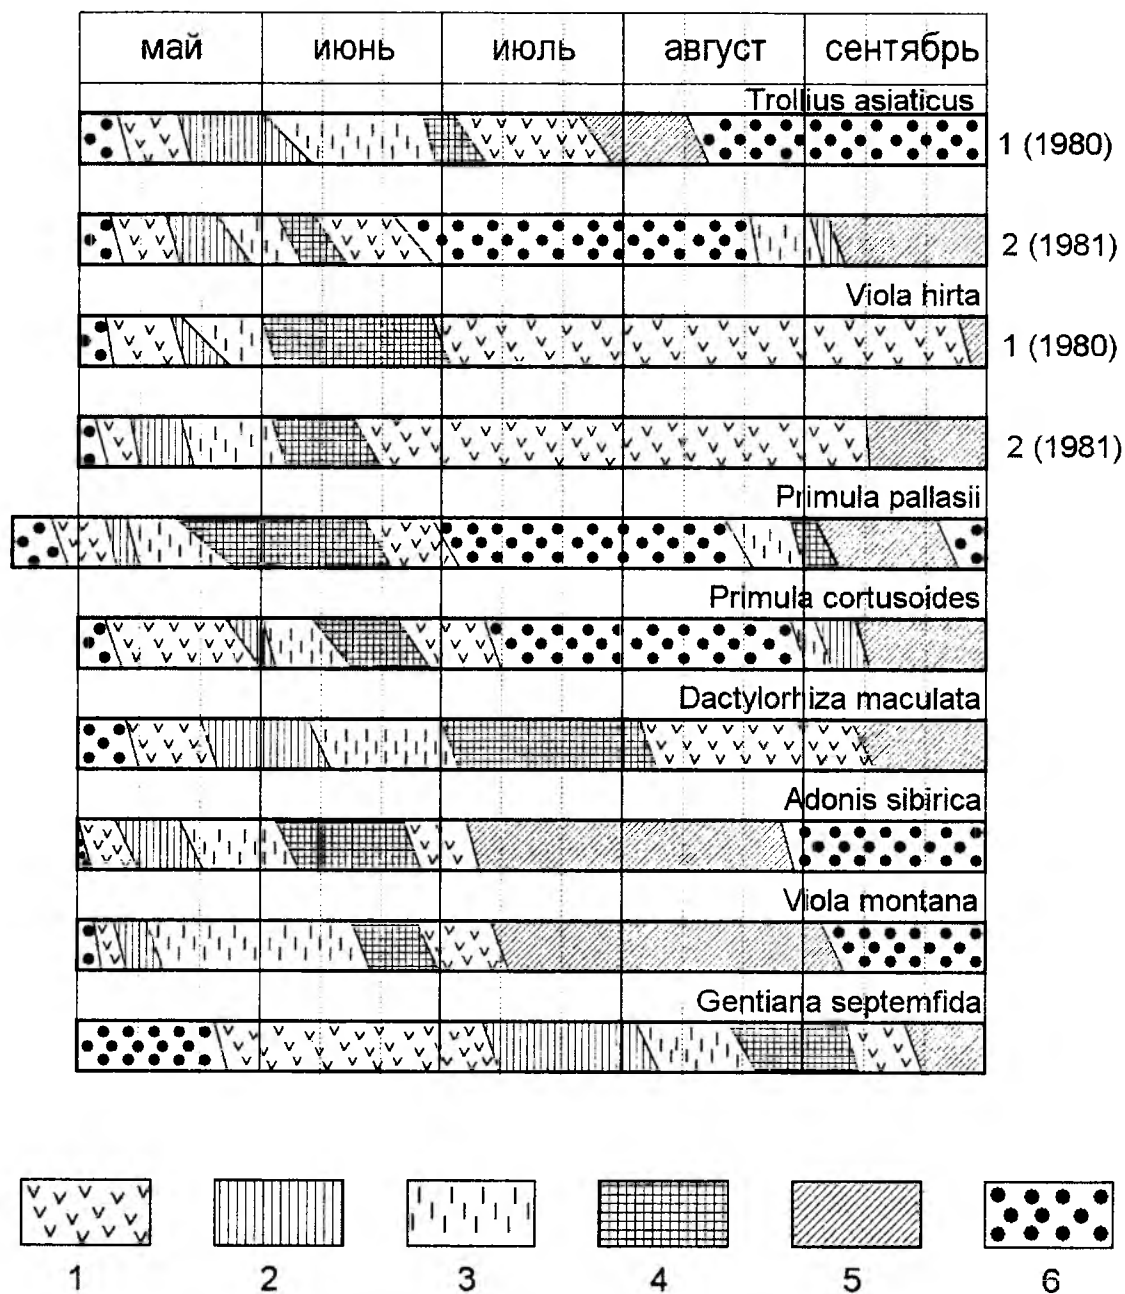 май июнь июль август сентябрь
Trollius asiaticus
1 (1980)
2 (1981)
Viola hirta
1 (1980)
2 (1981)
Primula pallasii
Primula cortusoides
Dactylorhiza maculata
Adonis sibirica
Viola montana
Gentiana septemfida
1 2 3 4 5 6